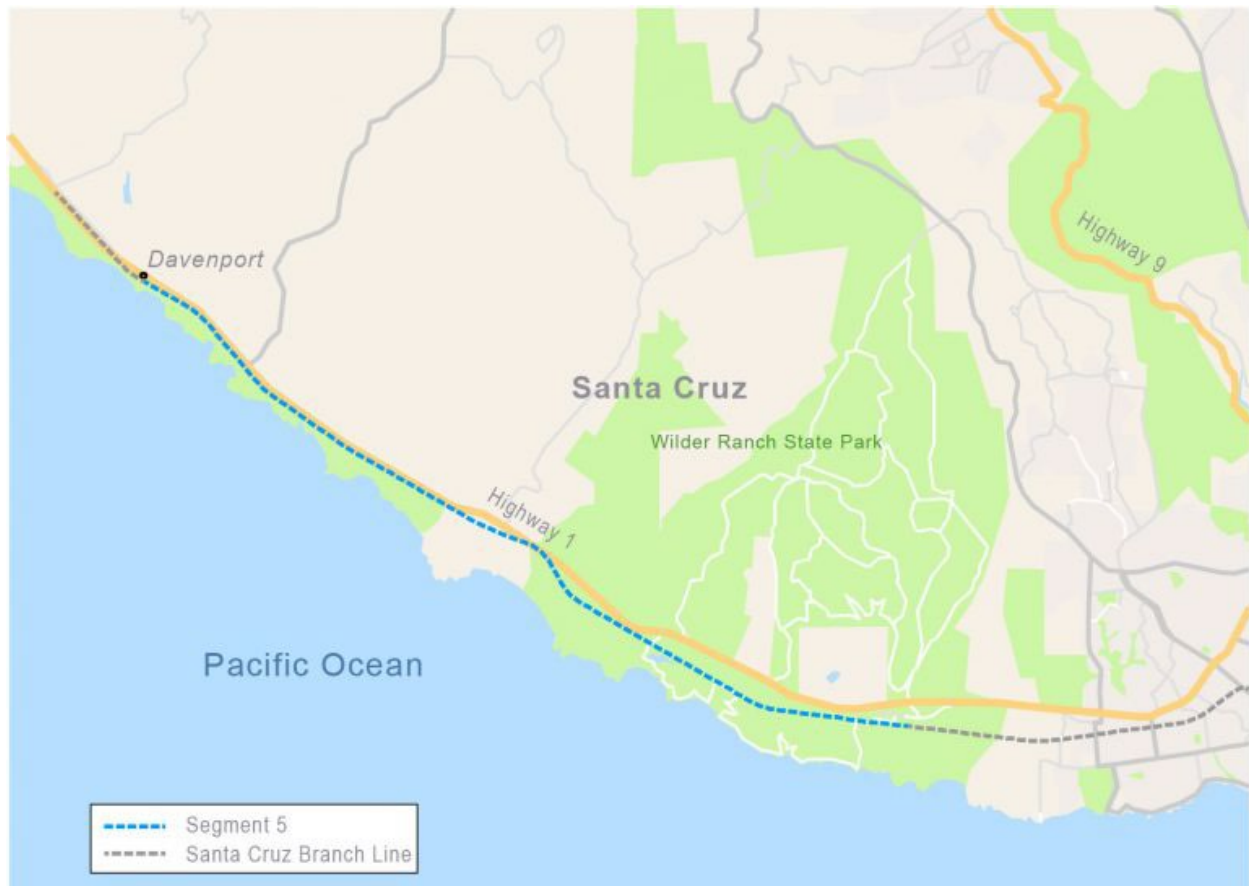 Highway 9
Davenport
Santa Cruz
Wilder Ranch State Park
Highway 1
Pacific Ocean
Segment 5
Santa Cruz Branch Line